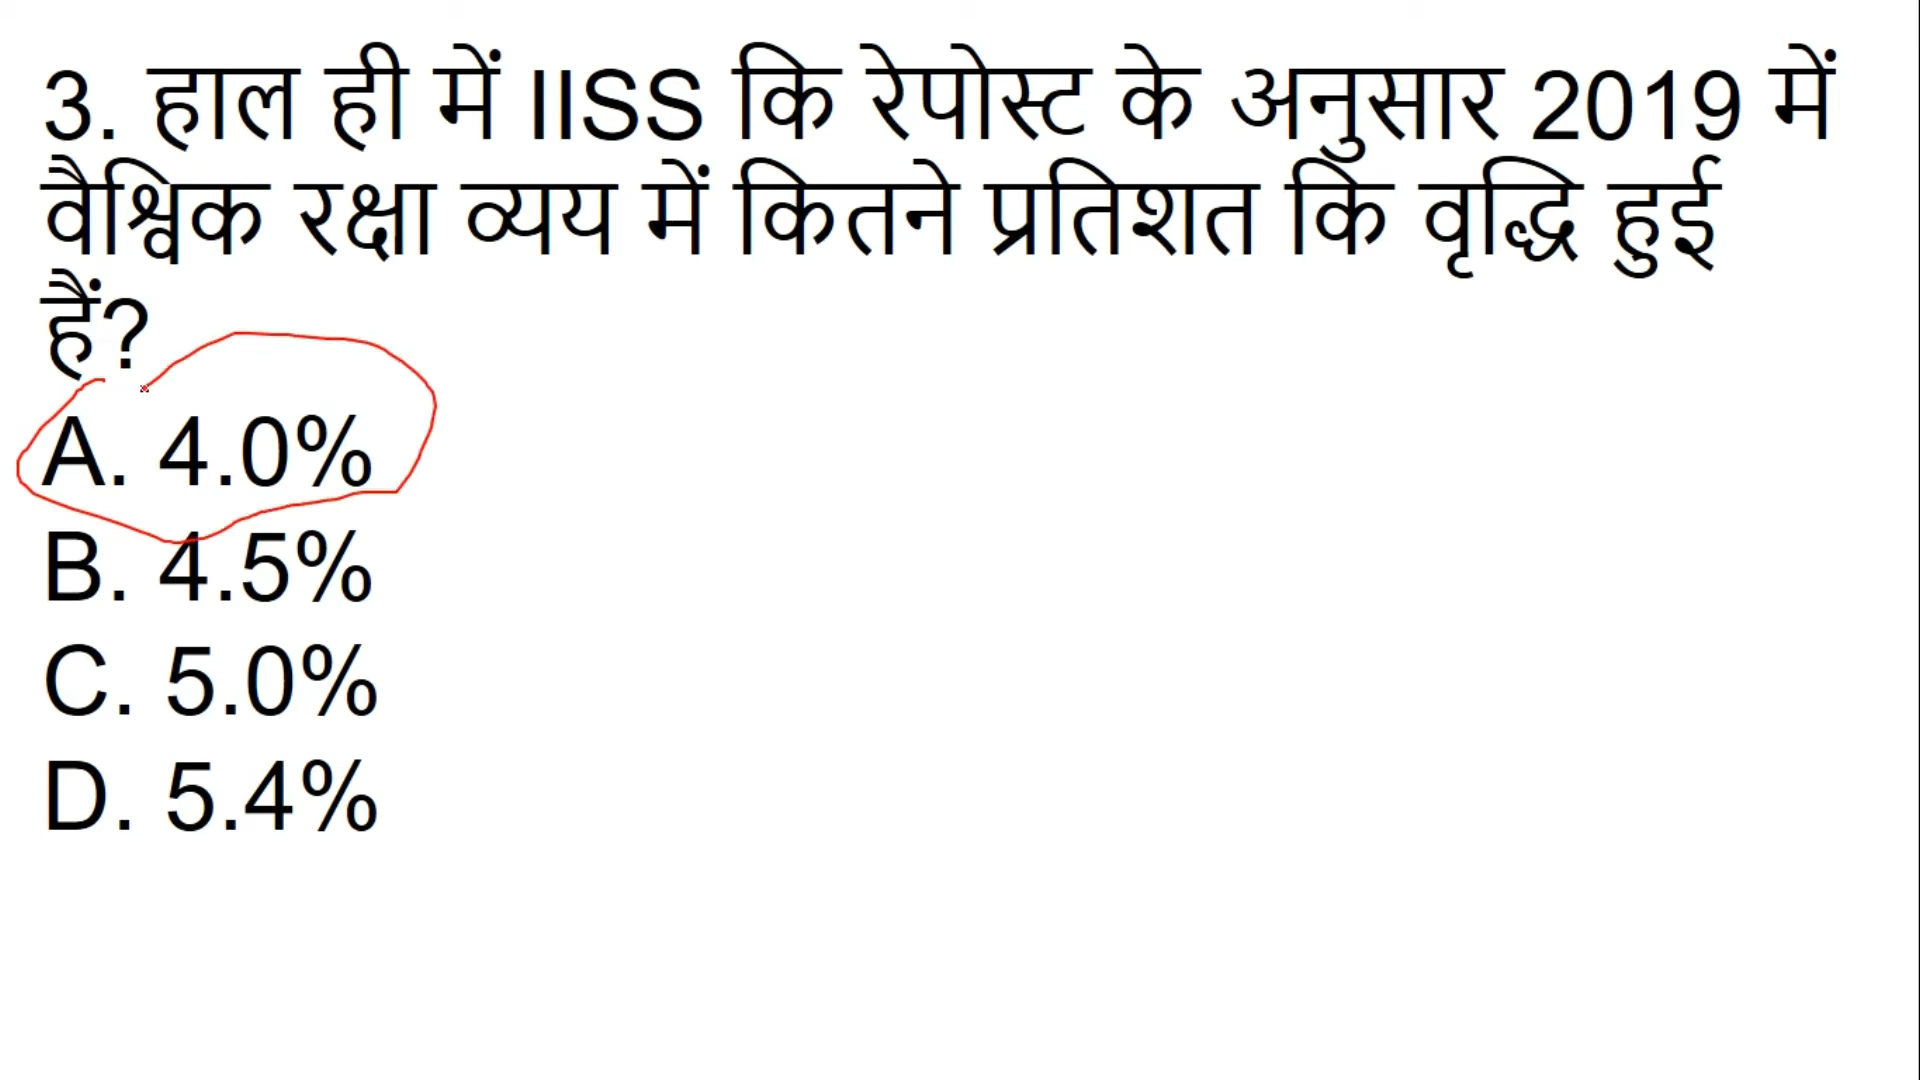 3. हाल ही में IISS कि रेपोस्ट के अनुसार 2019 में
वैश्विक रक्षा व्यय में कितने प्रतिशत कि वृद्धि हुई
हैं?
A. 4.0%
B. 4.5%
C. 5.0%
D. 5.4%